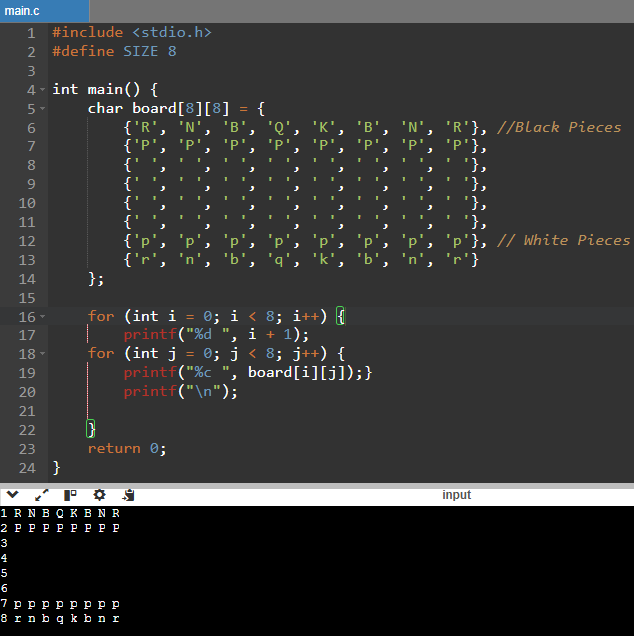 main.c
1 #include <stdio.h>
2 #define SIZE 8
3
4 int main() {
5     char board[8][8] = {
6         {'R', 'N', 'B', 'Q', 'K', 'B', 'N', 'R'}, //Black Pieces
7         {'P', 'P', 'P', 'P', 'P', 'P', 'P', 'P'},
8         {' ', ' ', ' ', ' ', ' ', ' ', ' ', ' '},
9         {' ', ' ', ' ', ' ', ' ', ' ', ' ', ' '},
10         {' ', ' ', ' ', ' ', ' ', ' ', ' ', ' '},
11         {' ', ' ', ' ', ' ', ' ', ' ', ' ', ' '},
12         {'p', 'p', 'p', 'p', 'p', 'p', 'p', 'p'}, // White Pieces
13         {'r', 'n', 'b', 'q', 'k', 'b', 'n', 'r'}
14     };
15
16     for (int i = 0; i < 8; i++) {
17         printf("%d ", i + 1);
18     for (int j = 0; j < 8; j++) {
19         printf("%c ", board[i][j]);}
20         printf("\n");
21
22     }
23     return 0;
24 }
input
1 R N B Q K B N R
2 P P P P P P P P
3
4
5
6
7 p p p p p p p p
8 r n b q k b n r